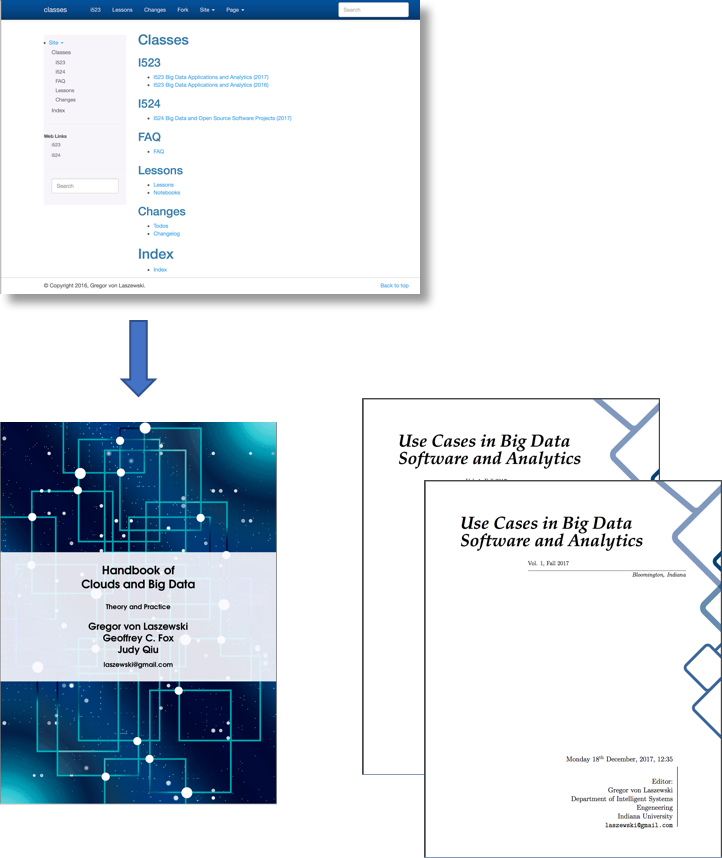 classes i523 Lessons Changes Fork Site Page Search
Site
Classes
I523
I524
FAQ
Lessons
Changes
Index
Web Links
i523
i524
Search
Classes
I523
I523 Big Data Applications and Analytics (2017)
I523 Big Data Applications and Analytics (2016)
I524
I524 Big Data and Open Source Software Projects (2017)
FAQ
FAQ
Lessons
Lessons
Notebooks
Changes
Todos
Changelog
Index
Index
© Copyright 2016, Gregor von Laszewski. Back to top
Handbook of
Clouds and Big Data
Theory and Practice
Gregor von Laszewski
Geoffrey C. Fox
Judy Qiu
laszewski@gmail.com
Use Cases in Big Data
Software and Analytics
Use Cases in Big Data
Software and Analytics
Vol. 1, Fall 2017
Bloomington, Indiana
Monday 18th December, 2017, 12:35
Editor:
Gregor von Laszewski
Department of Intelligent Systems
Engeneering
Indiana University
laszewski@gmail.com